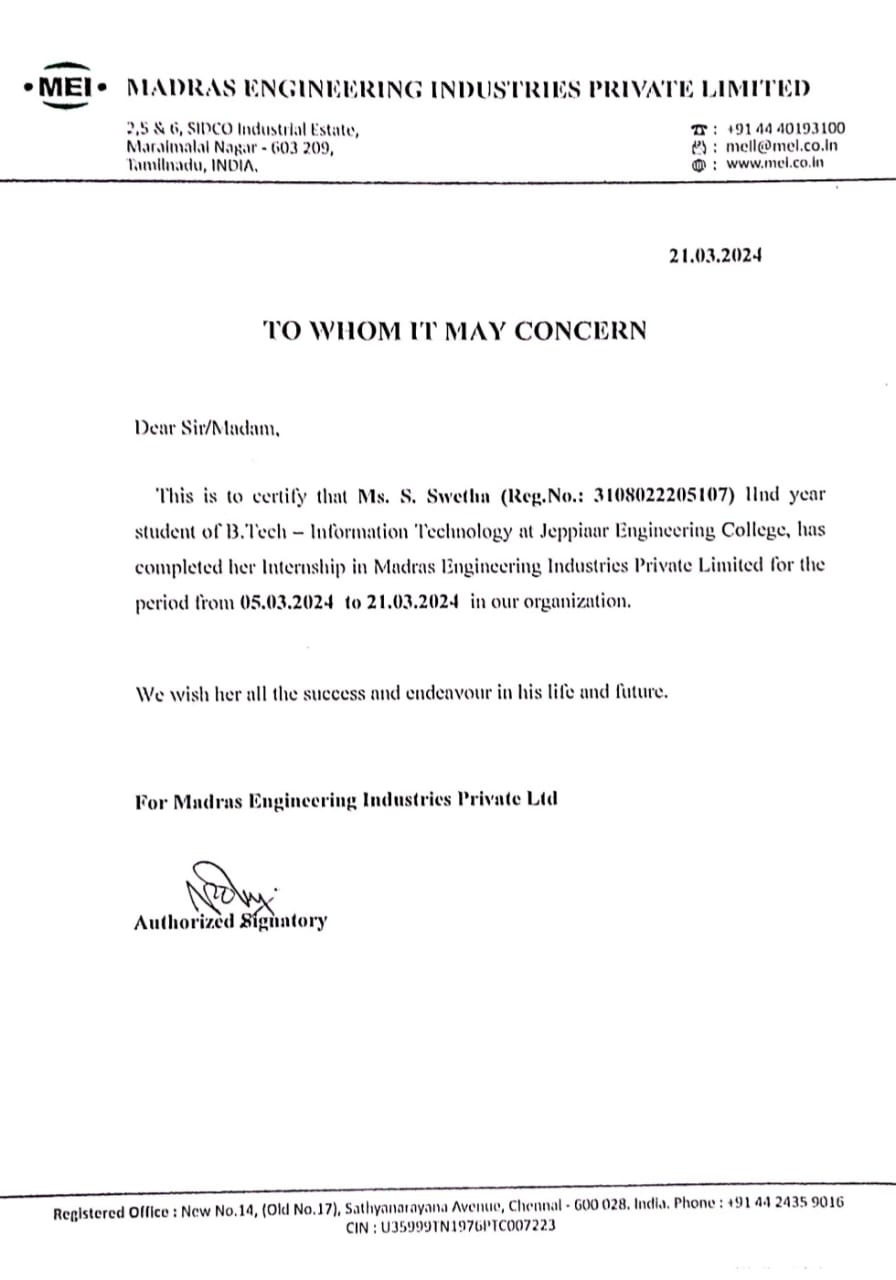 MEI MADRAS ENGINEERING INDUSTRIES PRIVATE LIMITED
2,5 & 6, SIDCO Industrial Estate,
Maraimalai Nagar - 603 209,
Tamilnadu, INDIA.
: +91 44 40193100
: meil@mei.co.in
: www.mei.co.in
21.03.2024
TO WHOM IT MAY CONCERN
Dear Sir/Madam,
This is to certify that Ms. S. Swetha (Reg.No.: 3108022205107) IInd year
student of B.Tech – Information Technology at Jeppiaar Engineering College, has
completed her Internship in Madras Engineering Industries Private Limited for the
period from 05.03.2024 to 21.03.2024 in our organization.
We wish her all the success and endeavour in his life and future.
For Madras Engineering Industries Private Ltd
Authorized Signatory
Registered Office : New No.14, (Old No.17), Sathyanarayana Avenue, Chennai - 600 028. India. Phone : +91 44 2435 9016
CIN : U35999TN1976PTC007223